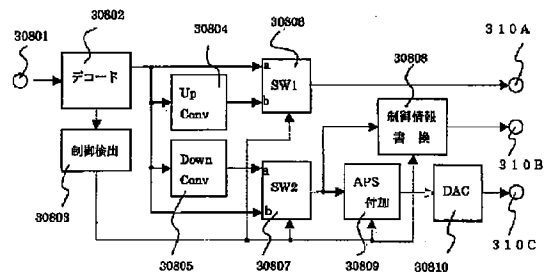 30801
30802
30804
30806
310A
デコード
a
SW1
b
Up
Conv
30808
制御情報
書 換
310B
制御検出
30803
Down
Conv
a
SW2
b
APS
付加
DAC
310C
30805
30807
30809
30810